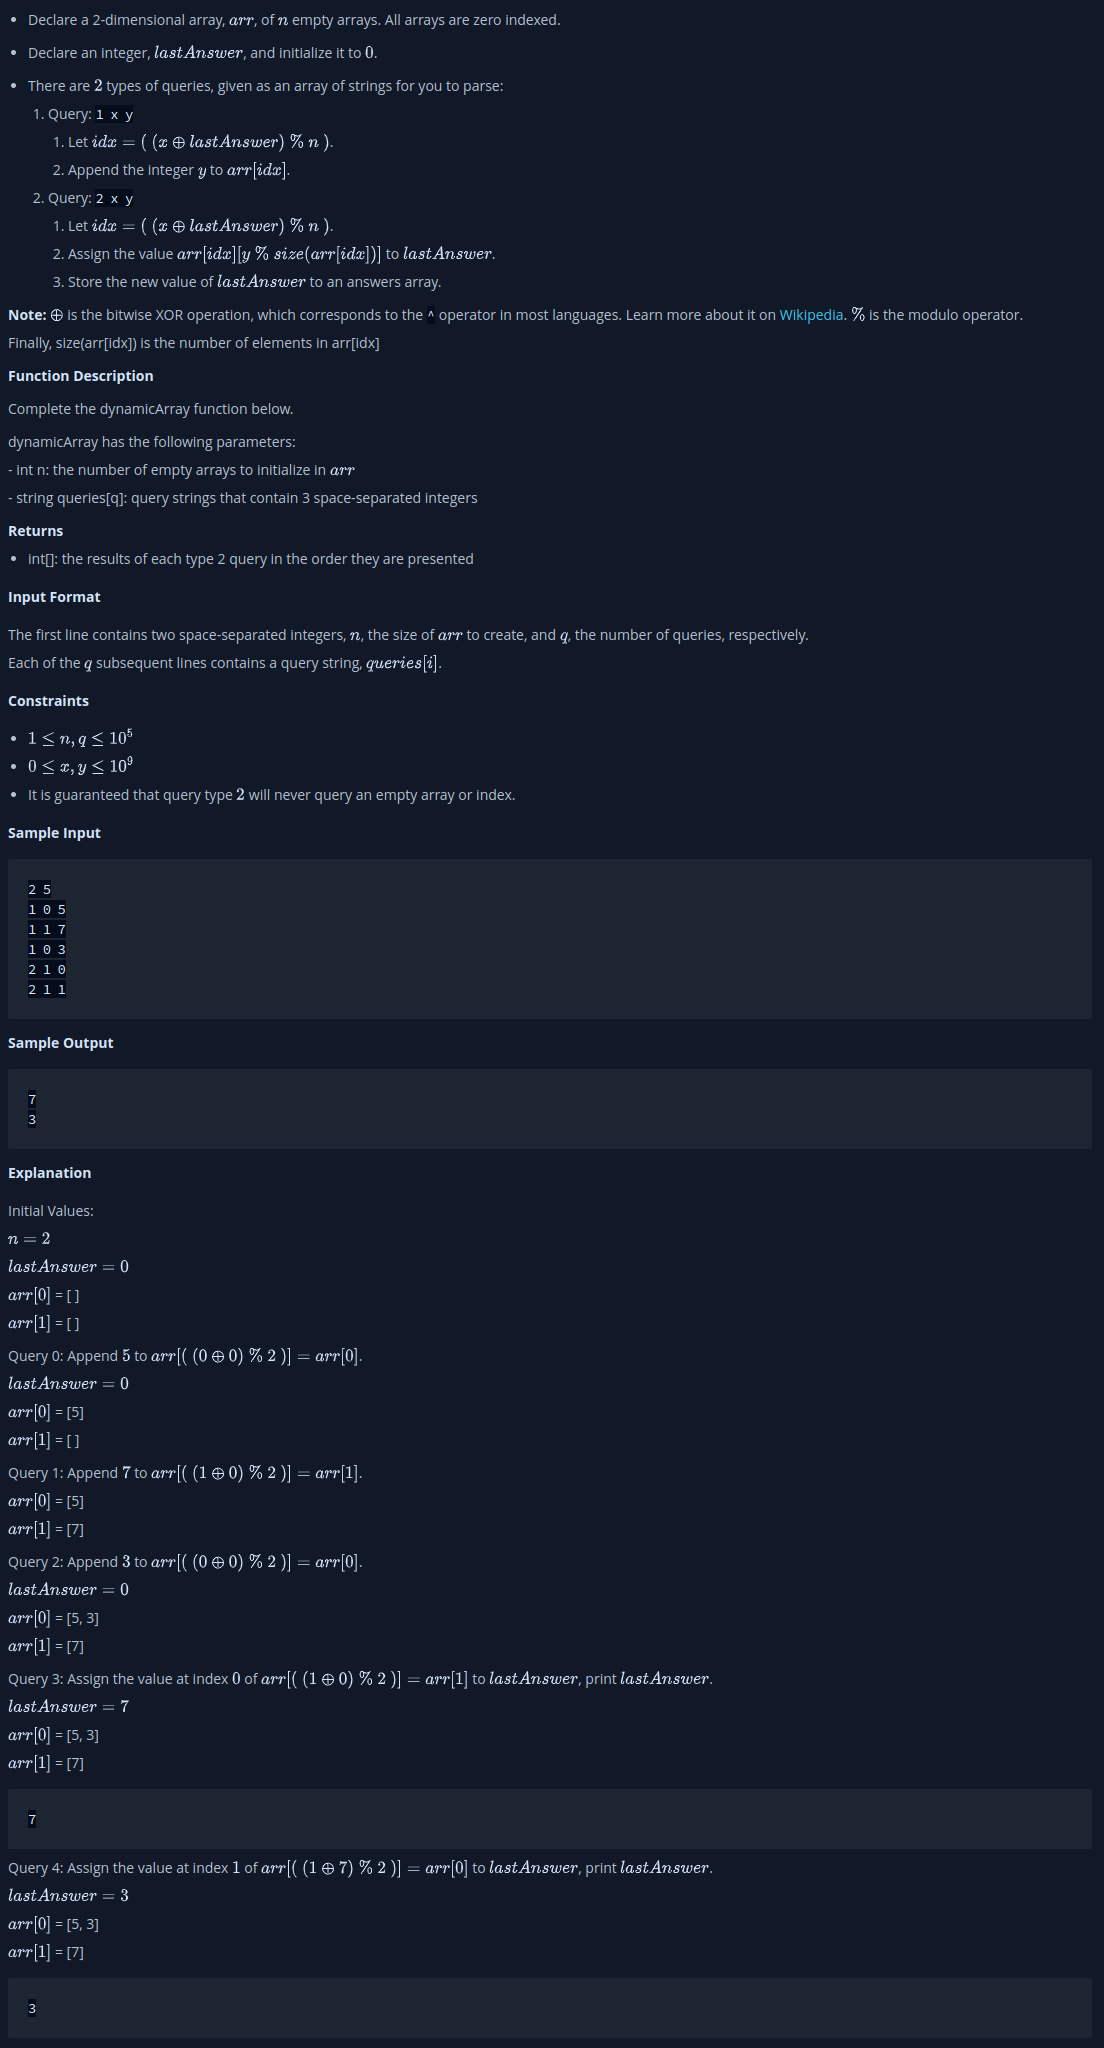 • Declare a 2-dimensional array, arr, of n empty arrays. All arrays are zero indexed.
• Declare an integer, lastAnswer, and initialize it to 0.
• There are 2 types of queries, given as an array of strings for you to parse:
1. Query: 1 x y
1. Let idx = ( (x ⊕ lastAnswer) % n ).
2. Append the integer y to arr[idx].
2. Query: 2 x y
1. Let idx = ( (x ⊕ lastAnswer) % n ).
2. Assign the value arr[idx][y % size(arr[idx])] to lastAnswer.
3. Store the new value of lastAnswer to an answers array.
Note: ⊕ is the bitwise XOR operation, which corresponds to the ^ operator in most languages. Learn more about it on Wikipedia. % is the modulo operator.
Finally, size(arr[idx]) is the number of elements in arr[idx]
Function Description
Complete the dynamicArray function below.
dynamicArray has the following parameters:
- int n: the number of empty arrays to initialize in arr
- string queries[q]: query strings that contain 3 space-separated integers
Returns
• int[]: the results of each type 2 query in the order they are presented
Input Format
The first line contains two space-separated integers, n, the size of arr to create, and q, the number of queries, respectively.
Each of the q subsequent lines contains a query string, queries[i].
Constraints
• 1 ≤ n, q ≤ 10⁵
• 0 ≤ x, y ≤ 10⁹
• It is guaranteed that query type 2 will never query an empty array or index.
Sample Input
2 5
1 0 5
1 1 7
1 0 3
2 1 0
2 1 1
Sample Output
7
3
Explanation
Initial Values:
n = 2
lastAnswer = 0
arr[0] = [ ]
arr[1] = [ ]
Query 0: Append 5 to arr[( (0 ⊕ 0) % 2 )] = arr[0].
lastAnswer = 0
arr[0] = [5]
arr[1] = [ ]
Query 1: Append 7 to arr[( (1 ⊕ 0) % 2 )] = arr[1].
arr[0] = [5]
arr[1] = [7]
Query 2: Append 3 to arr[( (0 ⊕ 0) % 2 )] = arr[0].
lastAnswer = 0
arr[0] = [5, 3]
arr[1] = [7]
Query 3: Assign the value at index 0 of arr[( (1 ⊕ 0) % 2 )] = arr[1] to lastAnswer, print lastAnswer.
lastAnswer = 7
arr[0] = [5, 3]
arr[1] = [7]
7
Query 4: Assign the value at index 1 of arr[( (1 ⊕ 7) % 2 )] = arr[0] to lastAnswer, print lastAnswer.
lastAnswer = 3
arr[0] = [5, 3]
arr[1] = [7]
3